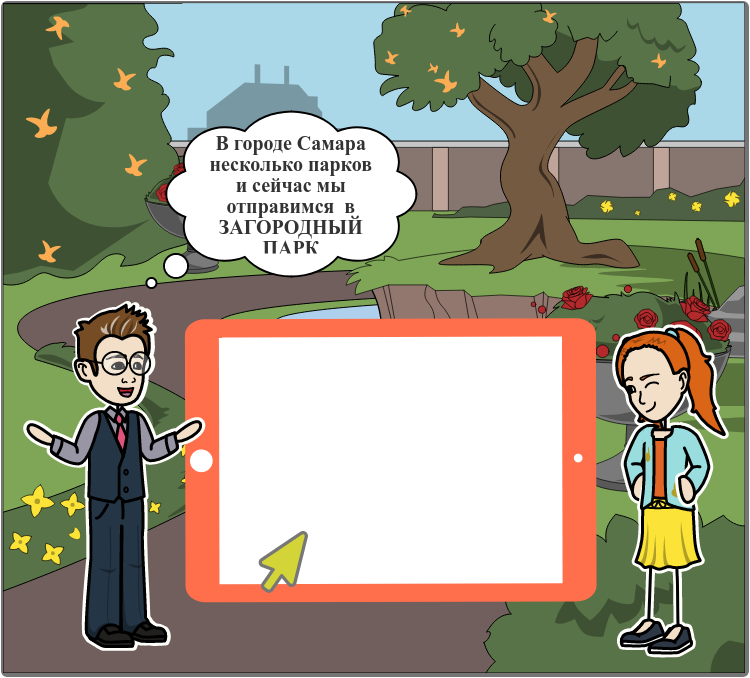 В городе Самара
несколько парков
и сейчас мы
отправимся в
ЗАГОРОДНЫЙ
ПАРК